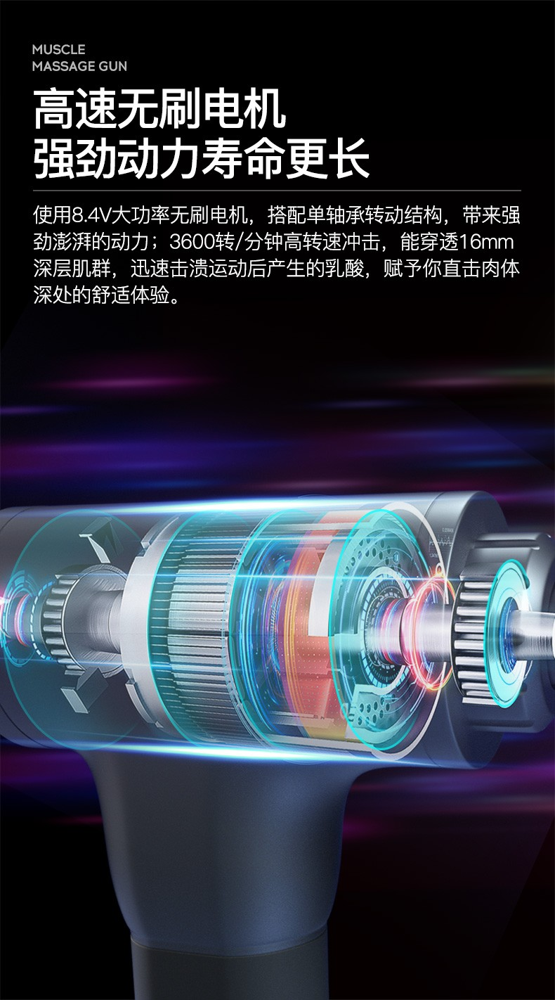 MUSCLE
MASSAGE GUN
高速无刷电机
强劲动力寿命更长
使用8.4V大功率无刷电机，搭配单轴承转动结构，带来强
劲澎湃的动力；3600转/分钟高转速冲击，能穿透16mm
深层肌群，迅速击溃运动后产生的乳酸，赋予你直击肉体
深处的舒适体验。